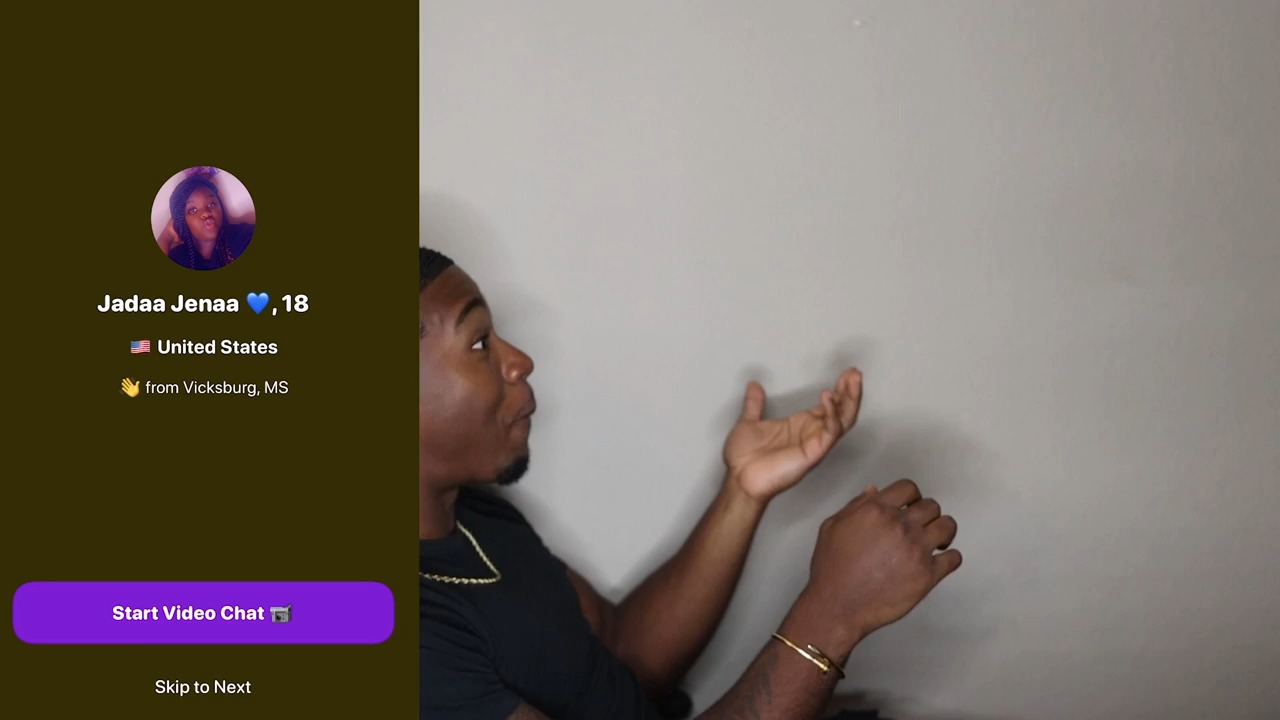 Jadaa Jenaa 💙, 18
🇺🇸 United States
👋 from Vicksburg, MS
Start Video Chat 📹
Skip to Next